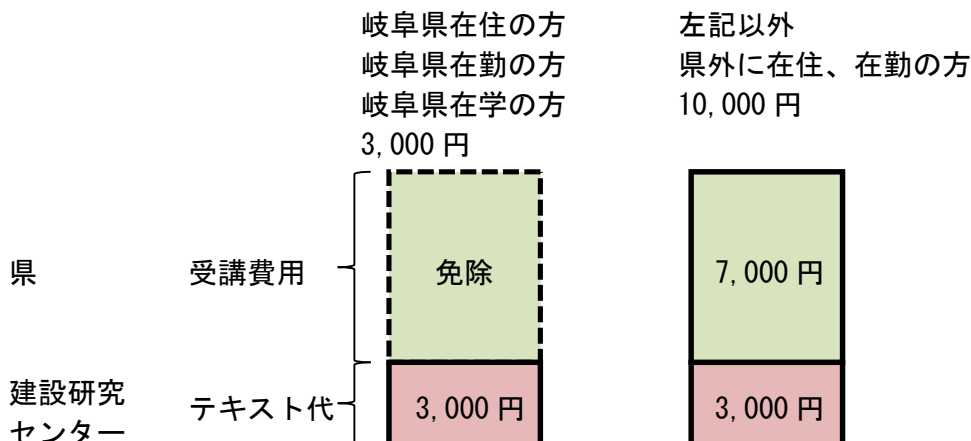 岐阜県在住の方
岐阜県在勤の方
岐阜県在学の方
3,000 円
左記以外
県外に在住、在勤の方
10,000 円
県
受講費用
免除
7,000 円
建設研究
センター
テキスト代
3,000 円
3,000 円